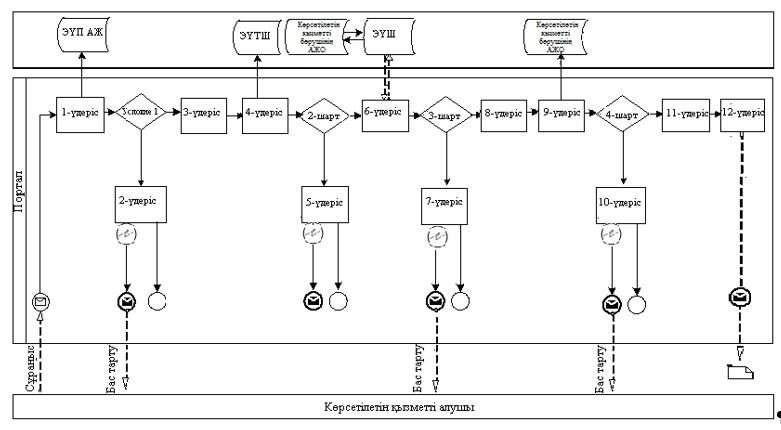 ЭҮП АЖ
ЭҮТШ
Көрсетілетін
қызметті
берушінің
АЖО
ЭҮШ
Көрсетілетін
қызметті
берушінің
АЖО
1-үдеріс
Условие 1
3-үдеріс
4-үдеріс
2-шарт
6-үдеріс
3-шарт
8-үдеріс
9-үдеріс
4-шарт
11-үдеріс
12-үдеріс
2-үдеріс
5-үдеріс
7-үдеріс
10-үдеріс
Портал
Сұраныс
Бас тарту
Бас тарту
Бас тарту
Көрсетілетін қызметті алушы